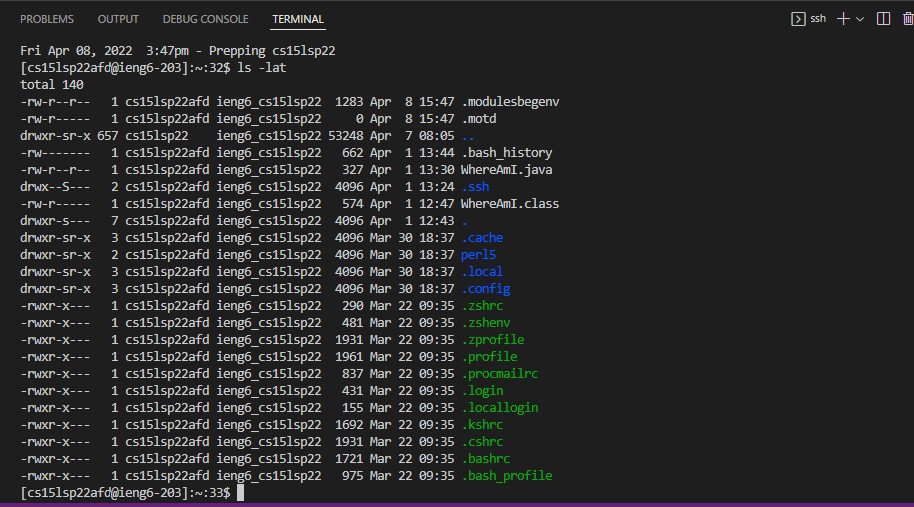 PROBLEMS OUTPUT DEBUG CONSOLE TERMINAL ssh
Fri Apr 08, 2022  3:47pm - Prepping cs15lsp22
[cs15lsp22afd@ieng6-203]:~:32$ ls -lat
total 140
-rw-r--r--   1 cs15lsp22afd ieng6_cs15lsp22  1283 Apr  8 15:47 .modulesbegenv
-rw-r-----   1 cs15lsp22afd ieng6_cs15lsp22     0 Apr  8 15:47 .motd
drwxr-sr-x 657 cs15lsp22    ieng6_cs15lsp22 53248 Apr  7 08:05 ..
-rw-------   1 cs15lsp22afd ieng6_cs15lsp22   662 Apr  1 13:44 .bash_history
-rw-r--r--   1 cs15lsp22afd ieng6_cs15lsp22   327 Apr  1 13:30 WhereAmI.java
drwx--S---   2 cs15lsp22afd ieng6_cs15lsp22  4096 Apr  1 13:24 .ssh
-rw-r-----   1 cs15lsp22afd ieng6_cs15lsp22   574 Apr  1 12:47 WhereAmI.class
drwxr-s---   7 cs15lsp22afd ieng6_cs15lsp22  4096 Apr  1 12:43 .
drwxr-sr-x   3 cs15lsp22afd ieng6_cs15lsp22  4096 Mar 30 18:37 .cache
drwxr-sr-x   2 cs15lsp22afd ieng6_cs15lsp22  4096 Mar 30 18:37 perl5
drwxr-sr-x   3 cs15lsp22afd ieng6_cs15lsp22  4096 Mar 30 18:37 .local
drwxr-sr-x   3 cs15lsp22afd ieng6_cs15lsp22  4096 Mar 30 18:37 .config
-rwxr-x---   1 cs15lsp22afd ieng6_cs15lsp22   290 Mar 22 09:35 .zshrc
-rwxr-x---   1 cs15lsp22afd ieng6_cs15lsp22   481 Mar 22 09:35 .zshenv
-rwxr-x---   1 cs15lsp22afd ieng6_cs15lsp22  1931 Mar 22 09:35 .zprofile
-rwxr-x---   1 cs15lsp22afd ieng6_cs15lsp22  1961 Mar 22 09:35 .profile
-rwxr-x---   1 cs15lsp22afd ieng6_cs15lsp22   837 Mar 22 09:35 .procmailrc
-rwxr-x---   1 cs15lsp22afd ieng6_cs15lsp22   431 Mar 22 09:35 .login
-rwxr-x---   1 cs15lsp22afd ieng6_cs15lsp22   155 Mar 22 09:35 .locallogin
-rwxr-x---   1 cs15lsp22afd ieng6_cs15lsp22  1692 Mar 22 09:35 .kshrc
-rwxr-x---   1 cs15lsp22afd ieng6_cs15lsp22  1931 Mar 22 09:35 .cshrc
-rwxr-x---   1 cs15lsp22afd ieng6_cs15lsp22  1721 Mar 22 09:35 .bashrc
-rwxr-x---   1 cs15lsp22afd ieng6_cs15lsp22   975 Mar 22 09:35 .bash_profile
[cs15lsp22afd@ieng6-203]:~:33$